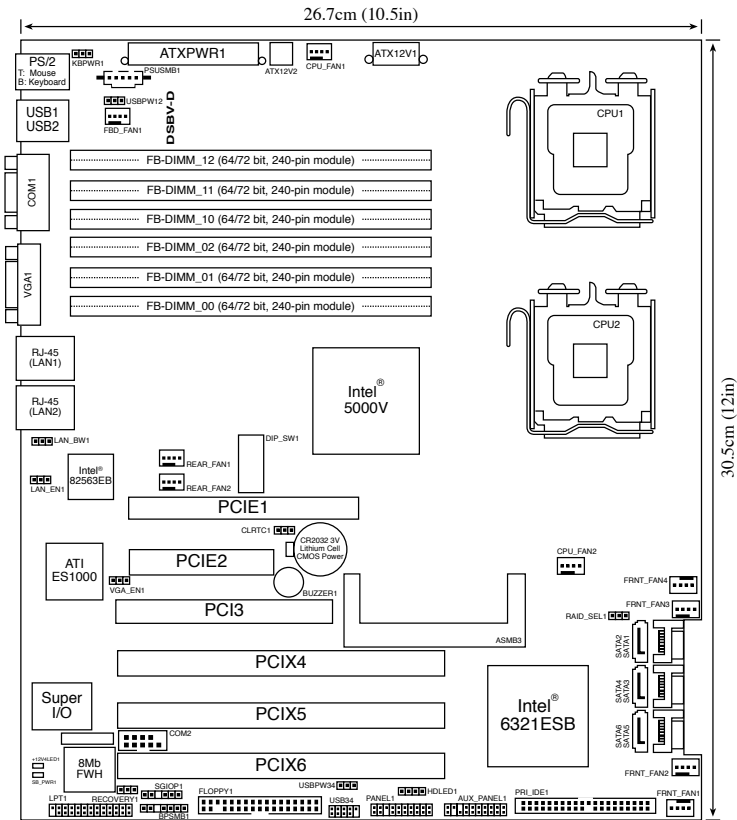 26.7cm (10.5in)
PS/2
T: Mouse
B: Keyboard
KBPWR1
ATXPWR1
ATX12V2
CPU_FAN1
ATX12V1
PSUSMB1
USBPW12
USB1
USB2
FBD_FAN1
DSBV-D
CPU1
COM1
FB-DIMM_12 (64/72 bit, 240-pin module)
FB-DIMM_11 (64/72 bit, 240-pin module)
FB-DIMM_10 (64/72 bit, 240-pin module)
FB-DIMM_02 (64/72 bit, 240-pin module)
FB-DIMM_01 (64/72 bit, 240-pin module)
FB-DIMM_00 (64/72 bit, 240-pin module)
VGA1
CPU2
RJ-45
(LAN1)
RJ-45
(LAN2)
Intel®
5000V
30.5cm (12in)
LAN_BW1
DIP_SW1
REAR_FAN1
REAR_FAN2
LAN_EN1
Intel®
82563EB
PCIE1
CLRTC1
CR2032 3V
Lithium Cell
CMOS Power
PCIE2
ATI
ES1000
VGA_EN1
BUZZER1
CPU_FAN2
FRNT_FAN4
FRNT_FAN3
RAID_SEL1
PCI3
ASMB3
SATA2
SATA1
PCIX4
SATA4
SATA3
Super
I/O
PCIX5
Intel®
6321ESB
SATA6
SATA5
COM2
+12V4LED1
SB_PWR1
8Mb
FWH
PCIX6
FRNT_FAN2
LPT1
RECOVERY1
SGIOP1
BPSMB1
FLOPPY1
USBPW34
USB34
PANEL1
HDLED1
AUX_PANEL1
PRI_IDE1
FRNT_FAN1